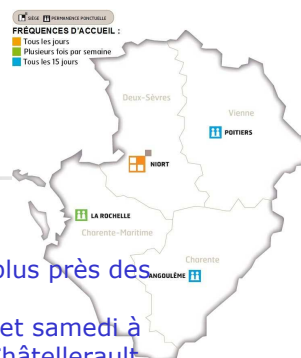 SIÈGE PERMANENCE PONCTUELLE
FRÉQUENCES D'ACCUEIL :
Tous les jours
Plusieurs fois par semaine
Tous les 15 jours
Deux-Sèvres
Vienne
POITIERS
NIORT
LA ROCHELLE
Charente-Maritime
Charente
plus près des
ANGOULÊME
et samedi à
Châtellerault